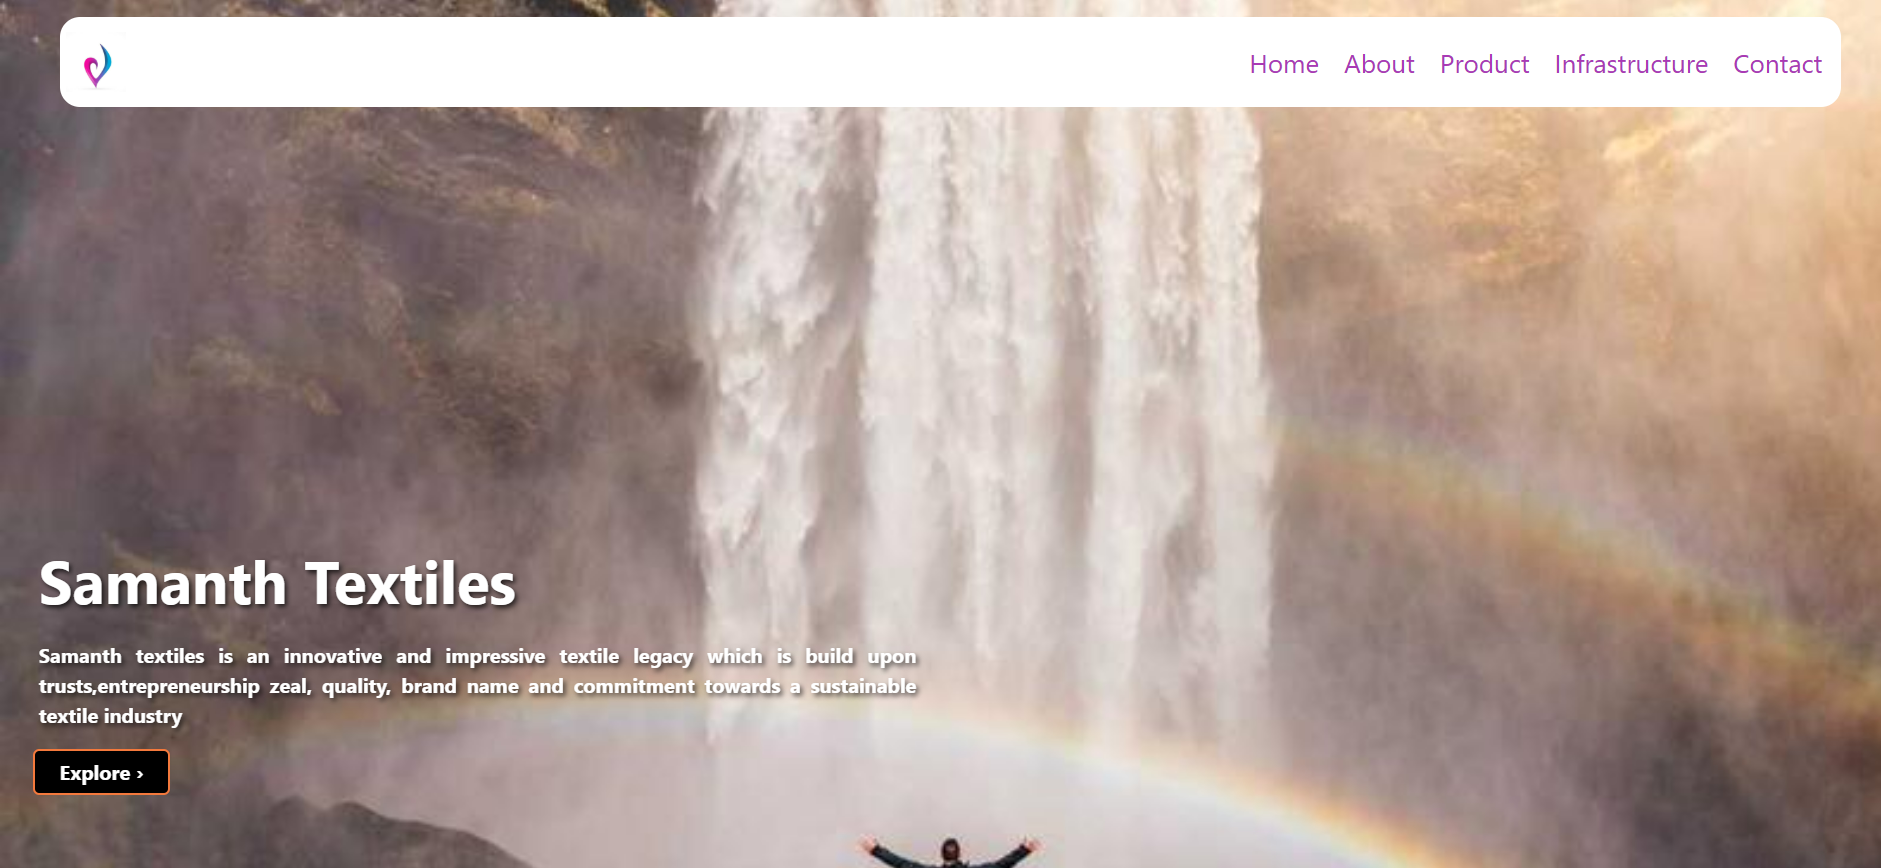 Home About Product Infrastructure Contact
Samanth Textiles
Samanth textiles is an innovative and impressive textile legacy which is build upon
trusts,entrepreneurship zeal, quality, brand name and commitment towards a sustainable
textile industry
Explore ›